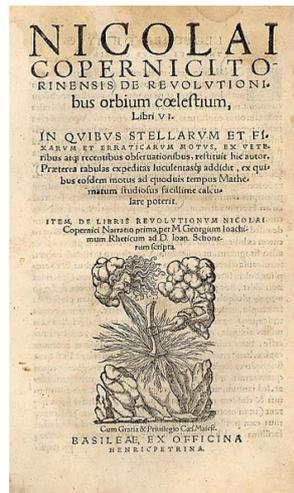 NICOLAI
COPERNICI TO-
RINENSIS DE REVOLVTIONI-
bus orbium cœlestium,
Libri VI.
IN QVIBVS STELLARVM ET FI-
XARVM ET ERRATICARVM MOTVS, EX VETE-
ribus atq; recentibus obseruationibus, restituit hic autor.
Præterea tabulas expeditas luculentasq; addidit, ex qui-
bus eosdem motus ad quoduis tempus Mathe-
matum studiosus facillime calcu-
lare poterit.
ITEM, DE LIBRIS REVOLVTIONVM NICOLAI
Copernici Narratio prima, per M. Georgium Ioachi-
mum Rheticum ad D. Ioan. Schone-
rum scripta.
Cum Gratia & Priuilegio Cæs. Maiest.
BASILEAE, EX OFFICINA
HENRICPETRINA.